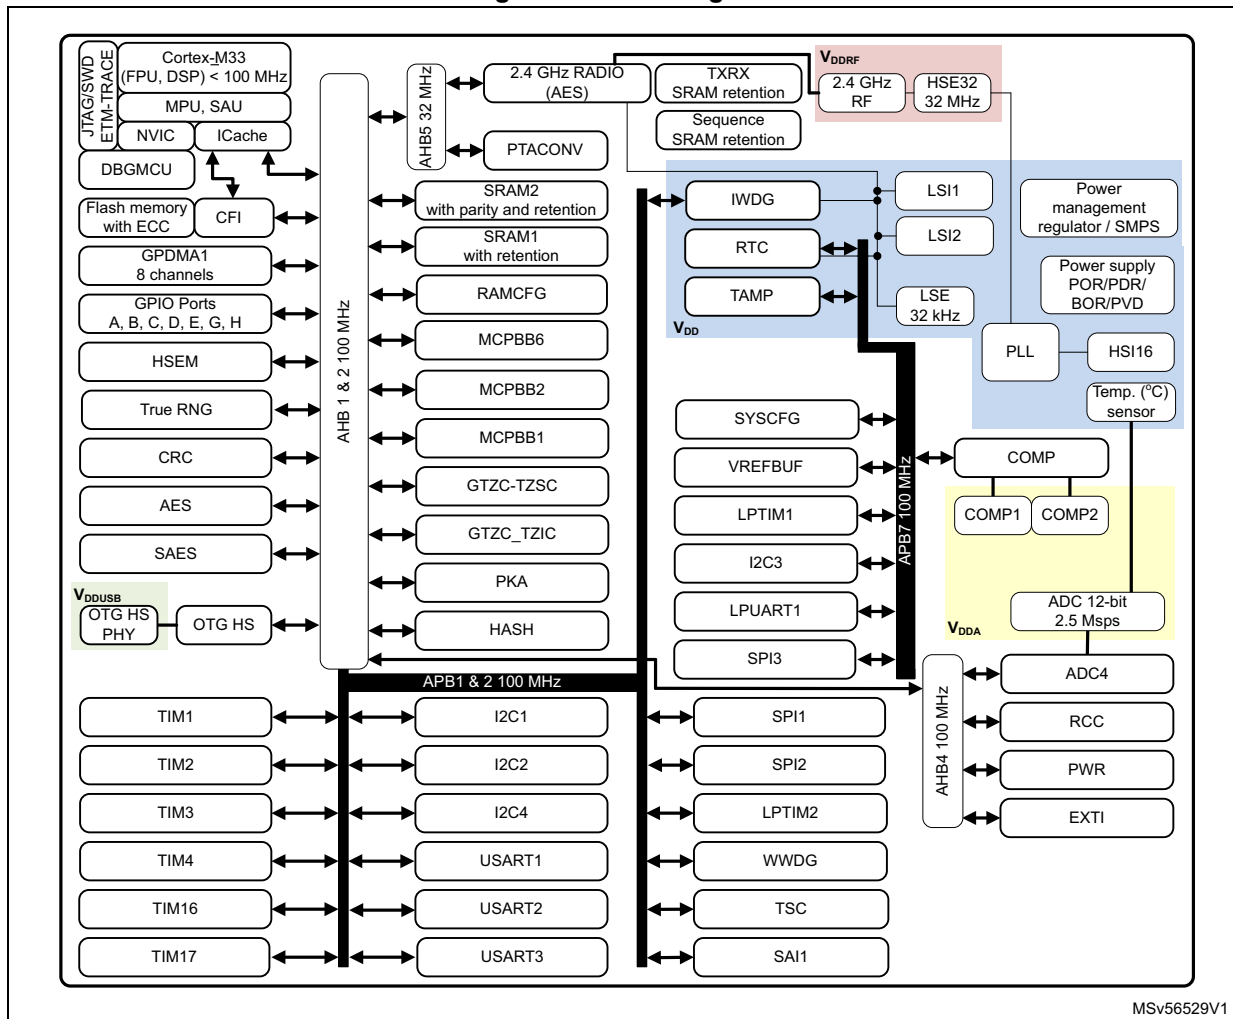 JTAG/SWD
ETM-TRACE
Cortex-M33
(FPU, DSP) < 100 MHz
MPU, SAU
NVIC
ICache
DBGMCU
Flash memory
with ECC
CFI
GPDMA1
8 channels
GPIO Ports
A, B, C, D, E, G, H
HSEM
True RNG
CRC
AES
SAES
VDDUSB
OTG HS
PHY
OTG HS
AHB 1 & 2 100 MHz
AHB5 32 MHz
2.4 GHz RADIO
(AES)
TXRX
SRAM retention
Sequence
SRAM retention
PTACONV
VDDRF
2.4 GHz
RF
HSE32
32 MHz
SRAM2
with parity and retention
SRAM1
with retention
RAMCFG
MCPBB6
MCPBB2
MCPBB1
GTZC-TZSC
GTZC_TZIC
PKA
HASH
IWDG
RTC
TAMP
VDD
LSI1
LSI2
LSE
32 kHz
Power
management
regulator / SMPS
Power supply
POR/PDR/
BOR/PVD
PLL
HSI16
Temp. (°C)
sensor
SYSCFG
VREFBUF
LPTIM1
I2C3
LPUART1
SPI3
APB7 100 MHz
COMP
COMP1
COMP2
ADC 12-bit
2.5 Msps
VDDA
AHB4 100 MHz
ADC4
RCC
PWR
EXTI
APB1 & 2 100 MHz
TIM1
TIM2
TIM3
TIM4
TIM16
TIM17
I2C1
I2C2
I2C4
USART1
USART2
USART3
SPI1
SPI2
LPTIM2
WWDG
TSC
SAI1
MSv56529V1